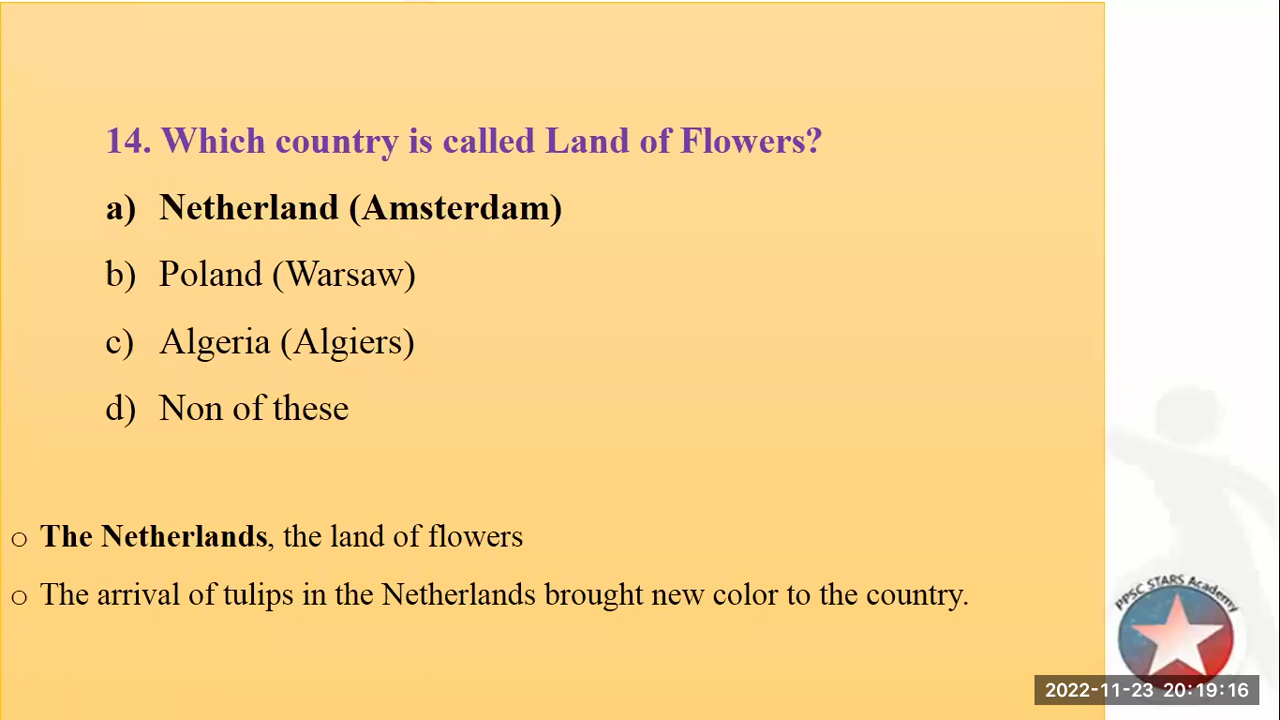 14. Which country is called Land of Flowers?
a) Netherland (Amsterdam)
b) Poland (Warsaw)
c) Algeria (Algiers)
d) Non of these
o The Netherlands, the land of flowers
o The arrival of tulips in the Netherlands brought new color to the country.
PPSC STARS Academy
2022-11-23 20:19:16